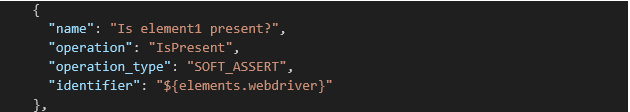 {
"name": "Is element1 present?",
"operation": "IsPresent",
"operation_type": "SOFT_ASSERT",
"identifier": "${elements.webdriver}"
},